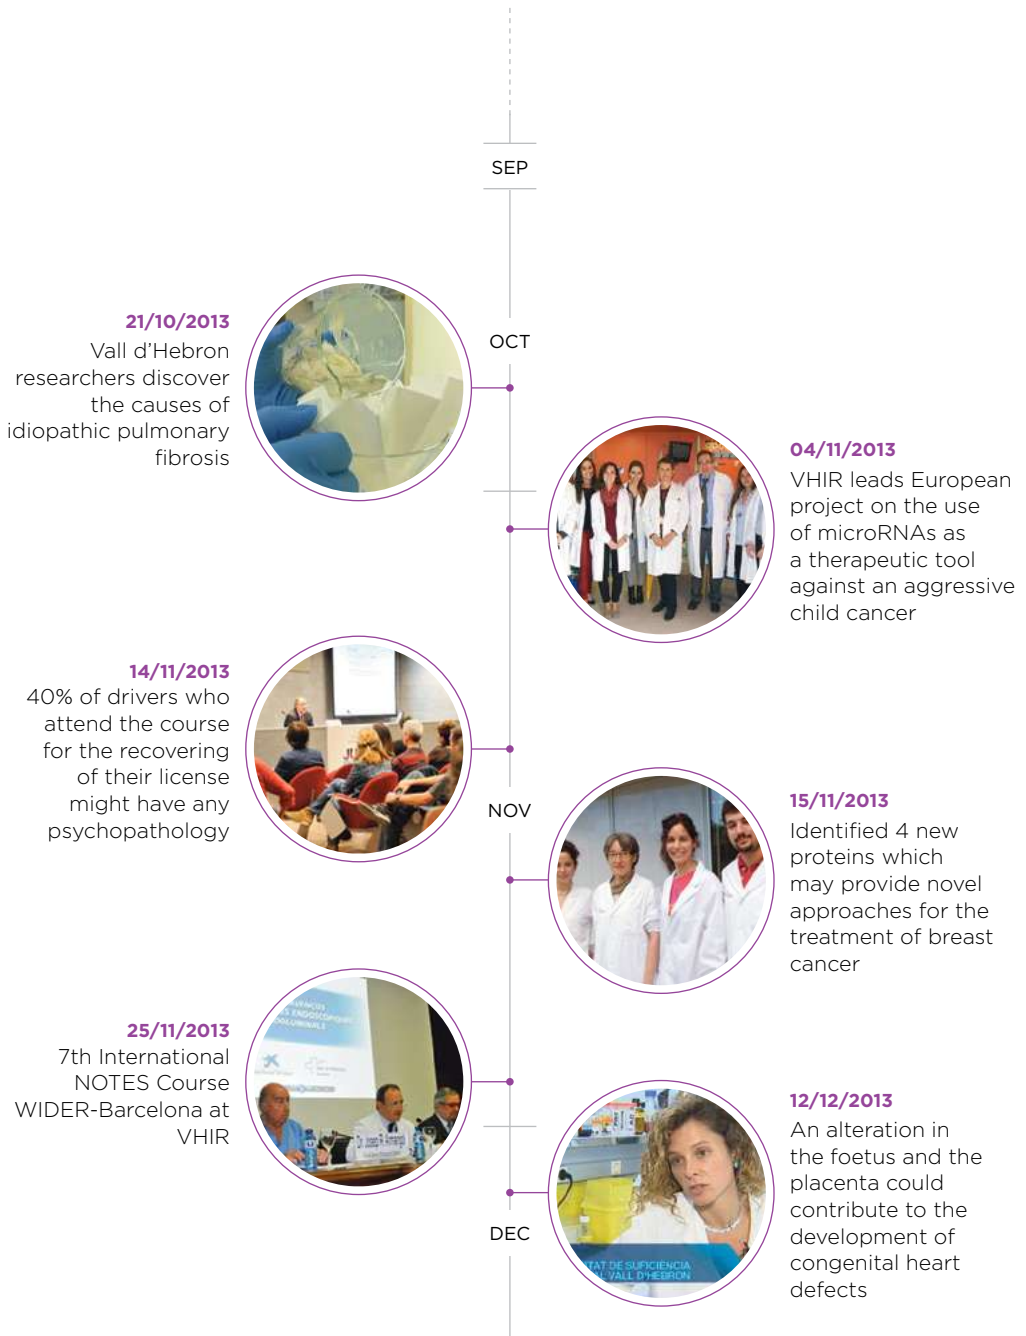 SEP
21/10/2013
Vall d’Hebron
researchers discover
the causes of
idiopathic pulmonary
fibrosis
OCT
04/11/2013
VHIR leads European
project on the use
of microRNAs as
a therapeutic tool
against an aggressive
child cancer
14/11/2013
40% of drivers who
attend the course
for the recovering
of their license
might have any
psychopathology
NOV
15/11/2013
Identified 4 new
proteins which
may provide novel
approaches for the
treatment of breast
cancer
25/11/2013
7th International
NOTES Course
WIDER-Barcelona at
VHIR
12/12/2013
An alteration in
the foetus and the
placenta could
contribute to the
development of
congenital heart
defects
DEC
TAT DE SUFICIENCIA
AL VALL D'HEBRON